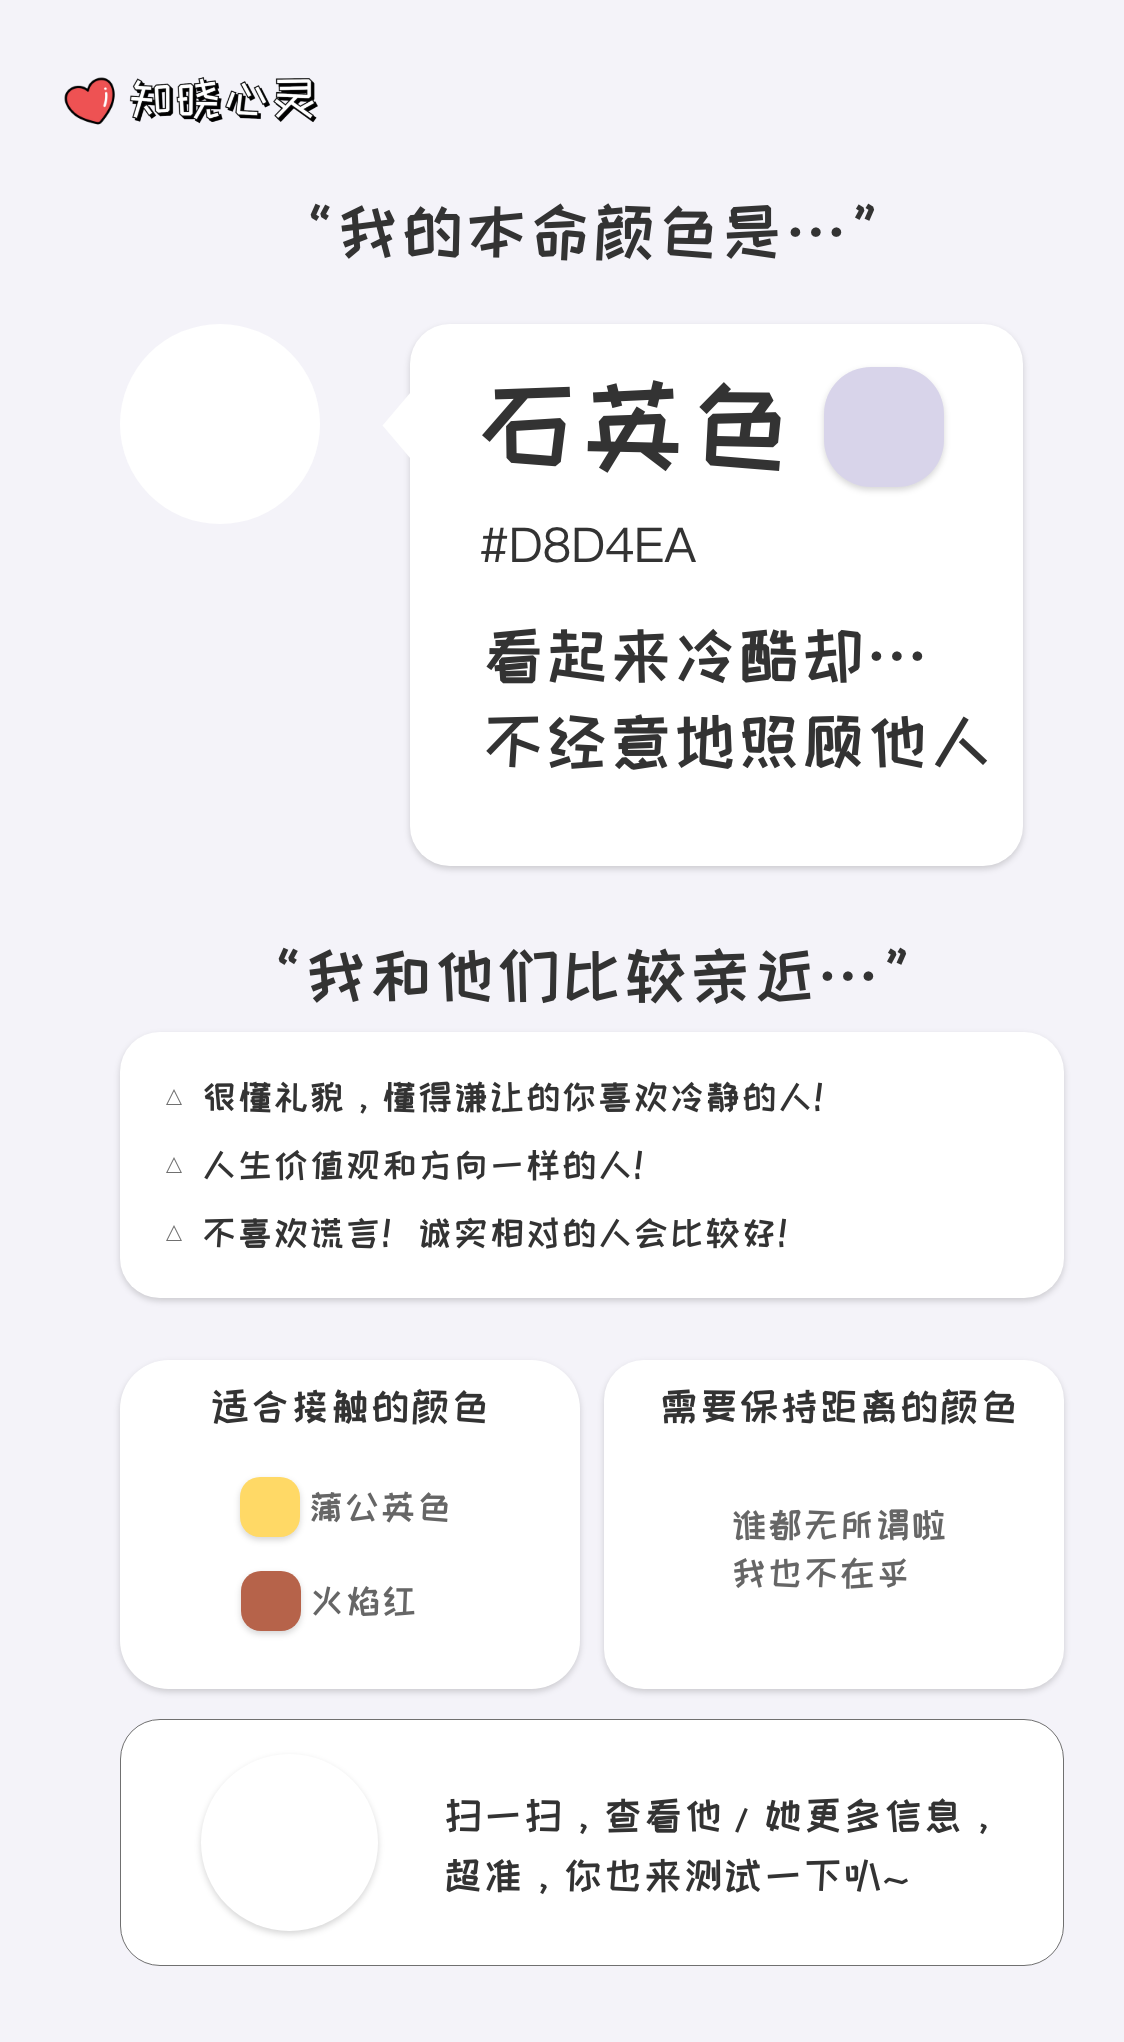 知晓心灵
“我的本命颜色是…”
石英色
#D8D4EA
看起来冷酷却…
不经意地照顾他人
“我和他们比较亲近…”
△ 很懂礼貌，懂得谦让的你喜欢冷静的人！
△ 人生价值观和方向一样的人！
△ 不喜欢谎言！诚实相对的人会比较好！
适合接触的颜色
蒲公英色
火焰红
需要保持距离的颜色
谁都无所谓啦
我也不在乎
扫一扫，查看他/她更多信息，
超准，你也来测试一下叭~